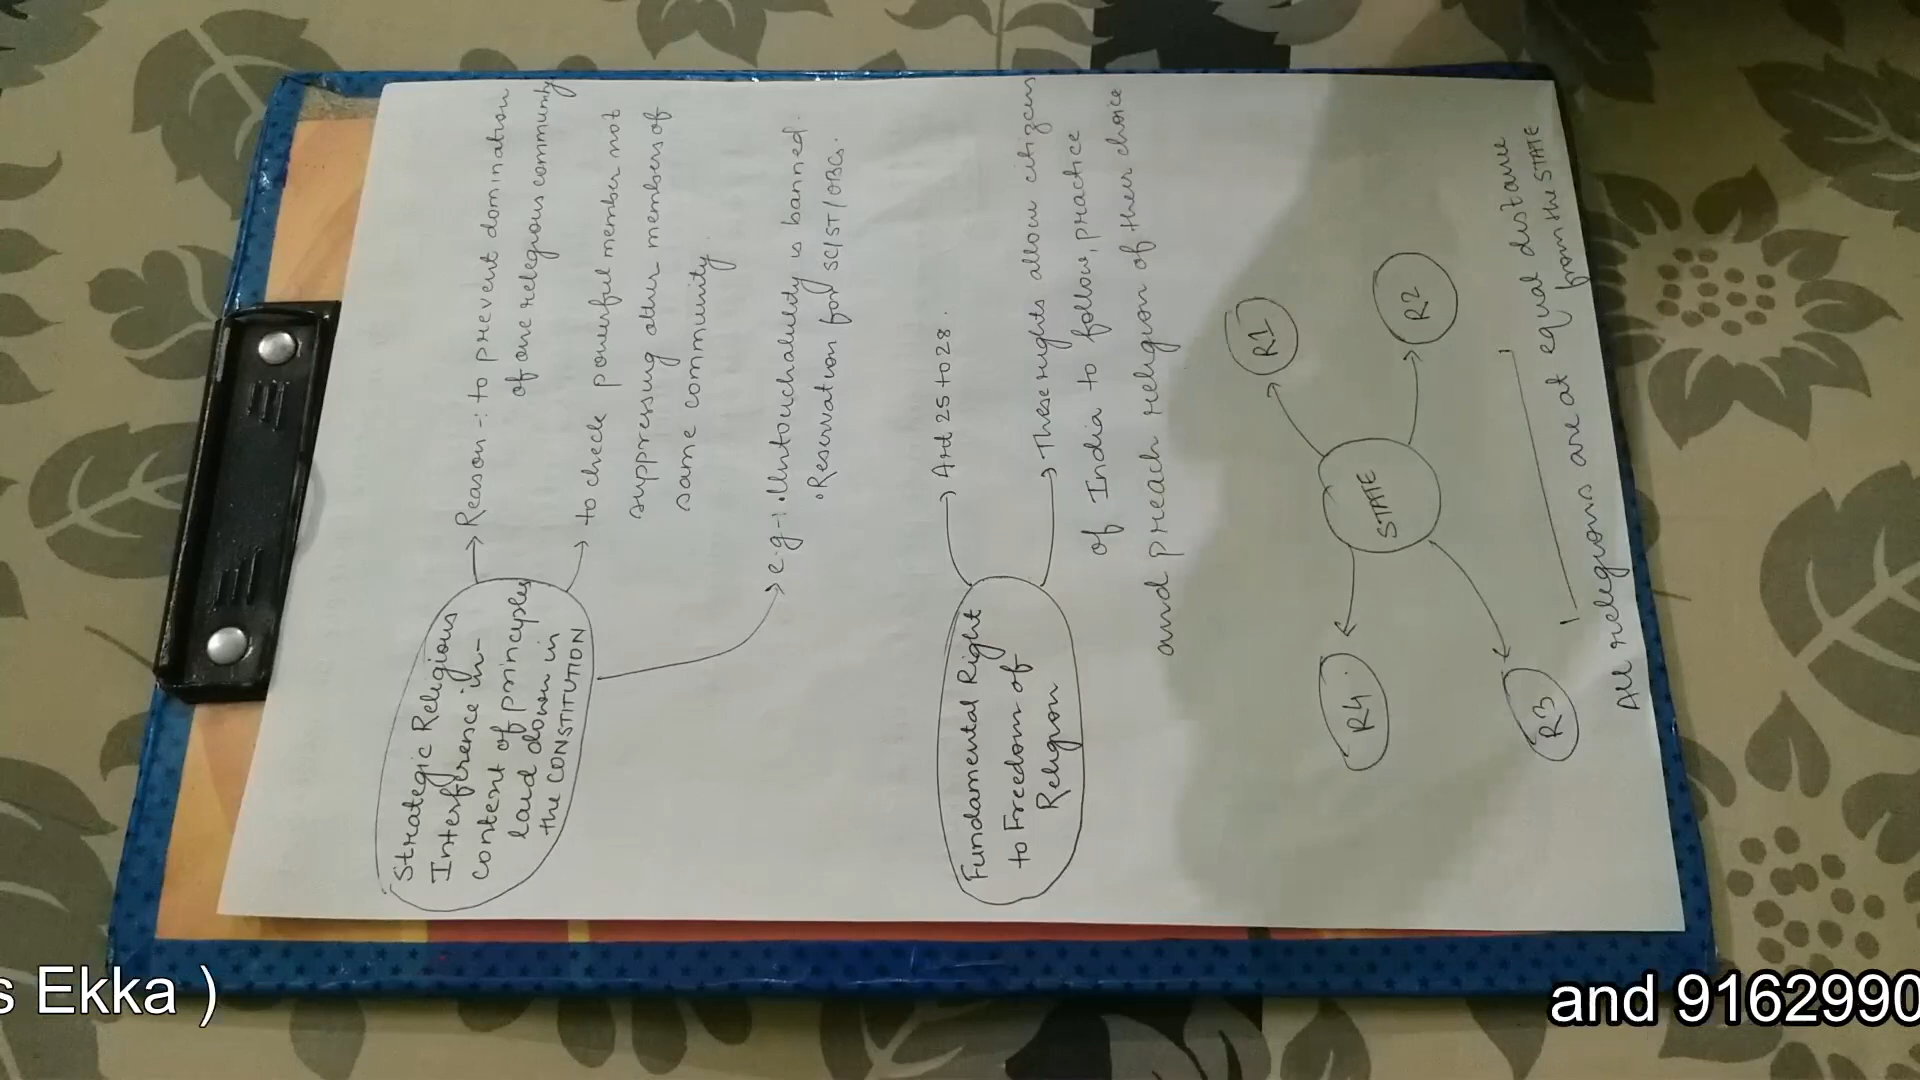 Strategic Religious
Interference in-
context of principles
laid down in
the CONSTITUTION
Reason -: to prevent domination
of one religious community
to check powerful member not
suppressing other members of
same community.
e.g-: •Untouchability is banned.
•Reservation for SC/ST/OBCs.
Fundamental Right
to Freedom of
Religion
Art 25 to 28.
These rights allow citizens
of India to follow, practice
and preach religion of their choice
R1
R2
STATE
R4.
R3
All religions are at equal distance
from the STATE
s Ekka )
and 9162990